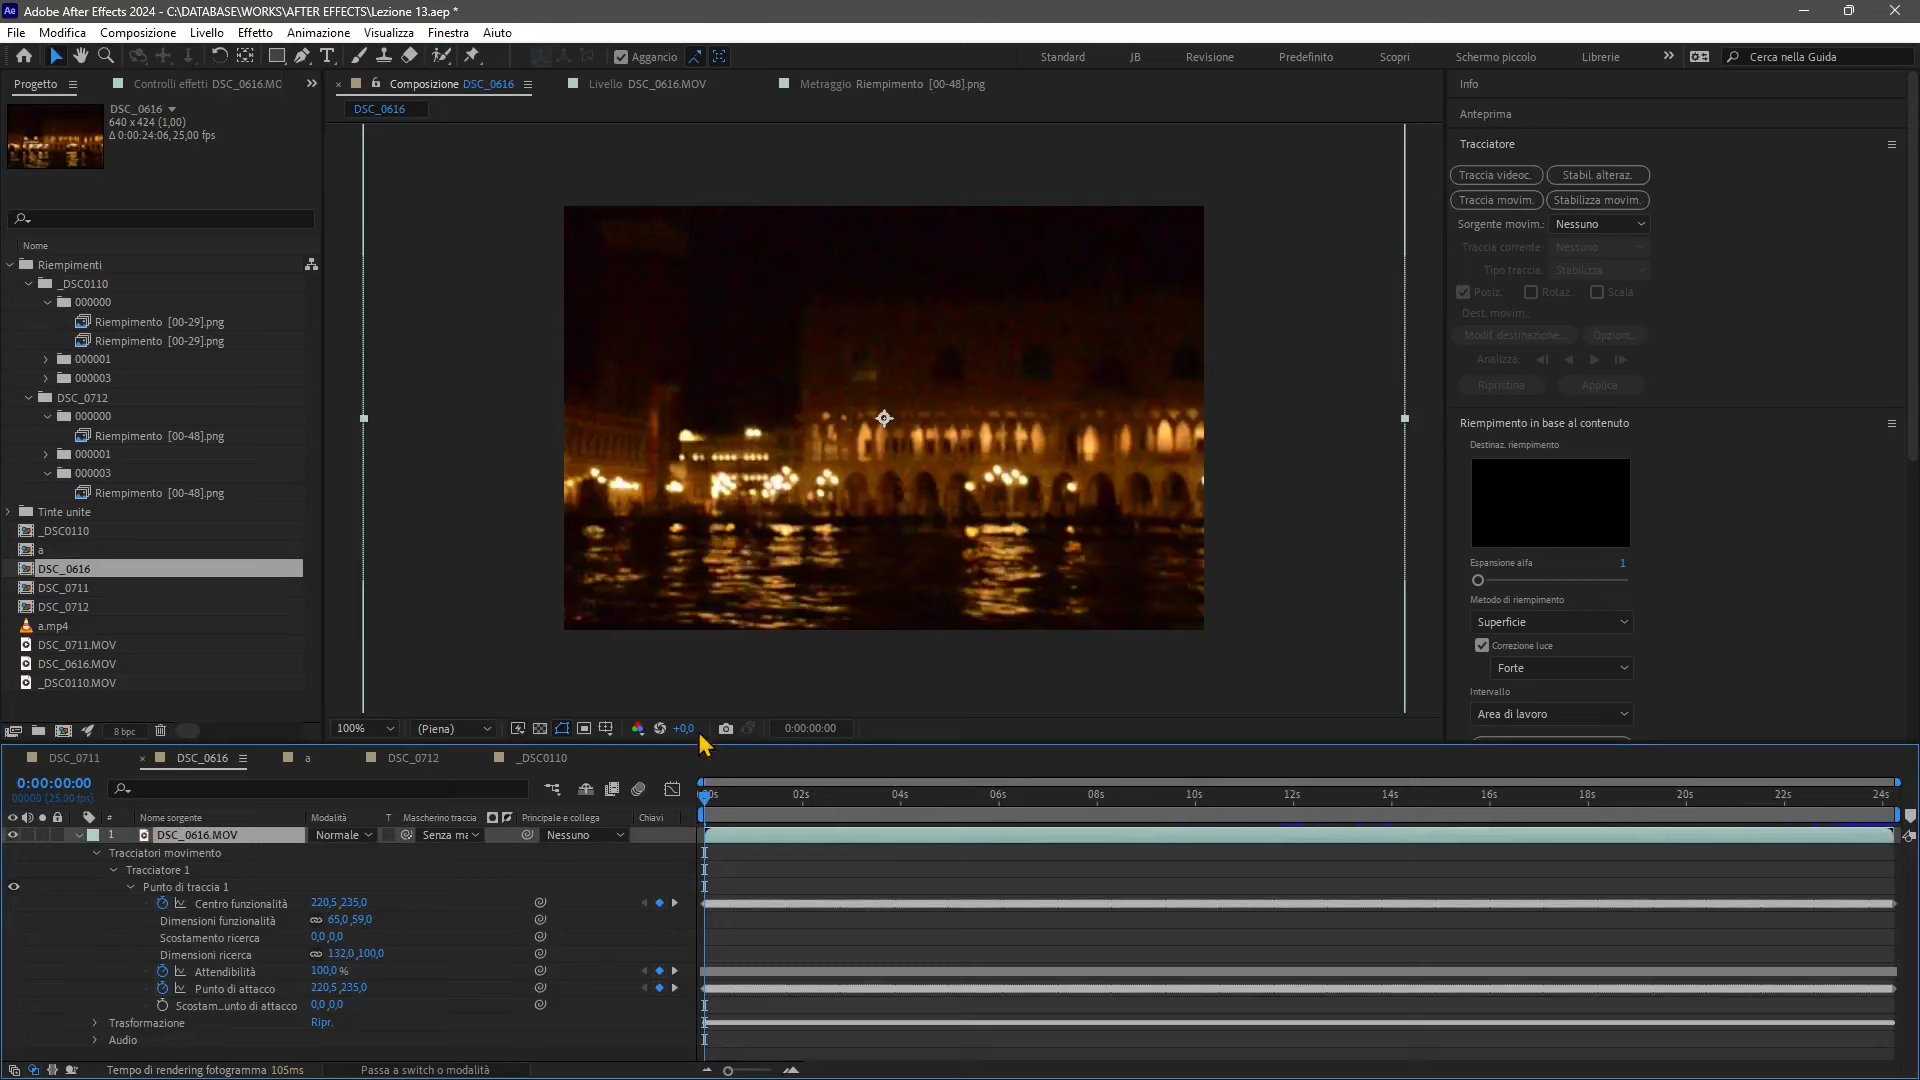 Adobe After Effects 2024 - C:\DATABASE\WORKS\AFTER EFFECTS\Lezione 13.aep *
File Modifica Composizione Livello Effetto Animazione Visualizza Finestra Aiuto
Aggancio Standard JB Revisione Predefinito Scopri Schermo piccolo Librerie Cerca nella Guida
Progetto Controlli effetti DSC_0616.MC
Composizione DSC_0616 Livello DSC_0616.MOV Metraggio Riempimento [00-48].png
DSC_0616
DSC_0616
640 x 424 (1,00)
Δ 0:00:24:06, 25,00 fps
Nome
Riempimenti
_DSC0110
000000
Riempimento [00-29].png
Riempimento [00-29].png
000001
000003
DSC_0712
000000
Riempimento [00-48].png
000001
000003
Riempimento [00-48].png
Tinte unite
_DSC0110
a
DSC_0616
DSC_0711
DSC_0712
a.mp4
DSC_0711.MOV
DSC_0616.MOV
_DSC0110.MOV
8 bpc
100% (Piena) +0,0 0:00:00:00
Info
Anteprima
Tracciatore
Traccia videoc. Stabil. alteraz.
Traccia movim. Stabilizza movim.
Sorgente movim.: Nessuno
Traccia corrente: Nessuno
Tipo traccia: Stabilizza
Posiz. Rotaz. Scala
Dest. movim.:
Modif. destinazione... Opzioni...
Analizza:
Ripristina Applica
Riempimento in base al contenuto
Destinaz. riempimento
Espansione alfa 1
Metodo di riempimento
Superficie
Correzione luce
Forte
Intervallo
Area di lavoro
DSC_0711 DSC_0616 a DSC_0712 _DSC0110
0:00:00:00
00000 (25.00 fps)
02s 04s 06s 08s 10s 12s 14s 16s 18s 20s 22s 24s
# Nome sorgente Modalità T Mascherino traccia Principale e collega Chiavi
1 DSC_0616.MOV Normale Senza ma Nessuno
Tracciatori movimento
Tracciatore 1
Punto di traccia 1
Centro funzionalità 220,5 ,235,0
Dimensioni funzionalità 65,0 ,59,0
Scostamento ricerca 0,0 ,0,0
Dimensioni ricerca 132,0 ,100,0
Attendibilità 100,0 %
Punto di attacco 220,5 ,235,0
Scostam...unto di attacco 0,0 ,0,0
Trasformazione Ripr.
Audio
Tempo di rendering fotogramma 105ms Passa a switch o modalità